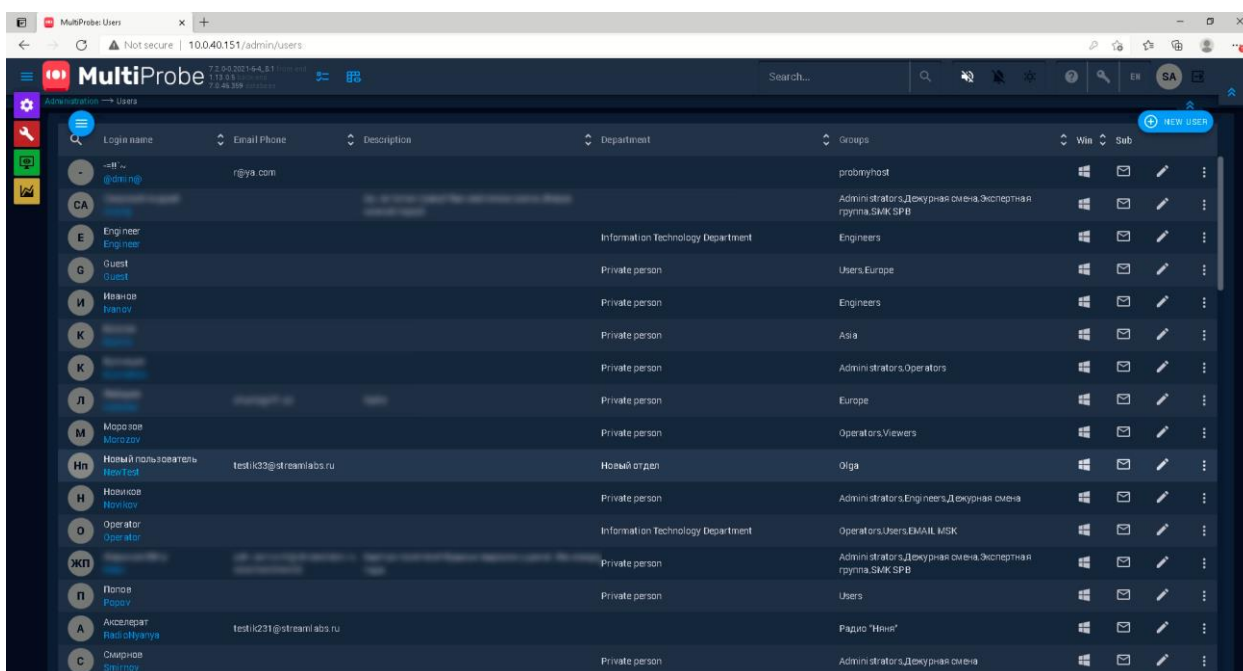 MultiProbe: Users
Not secure | 10.0.40.151/admin/users
MultiProbe
Search...
EN
SA
Administration → Users
NEW USER
Login name Email Phone Description Department Groups Win Sub
-
@dmin@ r@ya.com probmyhost
CA Administrators,Дежурная смена,Экспертная
группа,SMK SPB
E Engineer
Engineer Information Technology Department Engineers
G Guest
Guest Private person Users,Europe
И Иванов
Ivanov Private person Engineers
К Private person Asia
К Private person Administrators,Operators
Л Private person Europe
М Морозов
Morozov Private person Operators,Viewers
Нп Новый пользователь
NewTest testik33@streamlabs.ru Новый отдел Olga
Н Новиков
Novikov Private person Administrators,Engineers,Дежурная смена
O Operator
Operator Information Technology Department Operators,Users,EMAIL MSK
ЖП Private person Administrators,Дежурная смена,Экспертная
группа,SMK SPB
П Попов
Popov Private person Users
А Акселерат
RadioNyanya testik231@streamlabs.ru Радио "Няня"
С Смирнов
Smirnov Private person Administrators,Дежурная смена